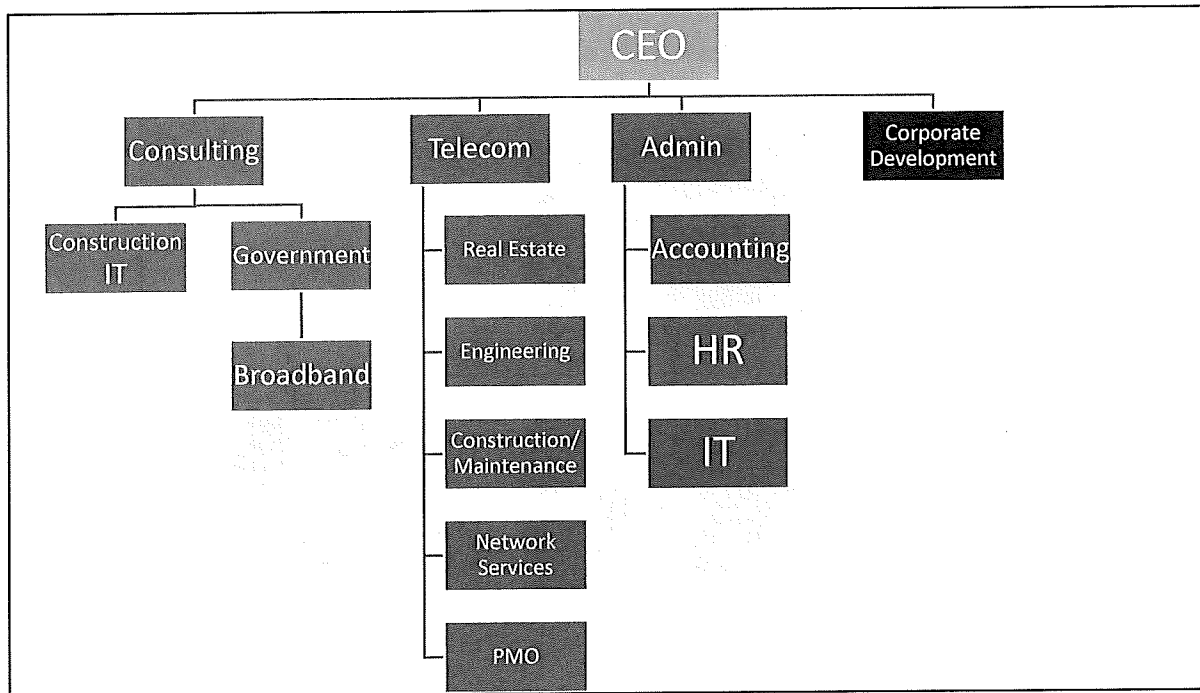 CEO
Consulting
Telecom
Admin
Corporate
Development
Construction
IT
Government
Real Estate
Accounting
Broadband
Engineering
HR
Construction/
Maintenance
IT
Network
Services
PMO